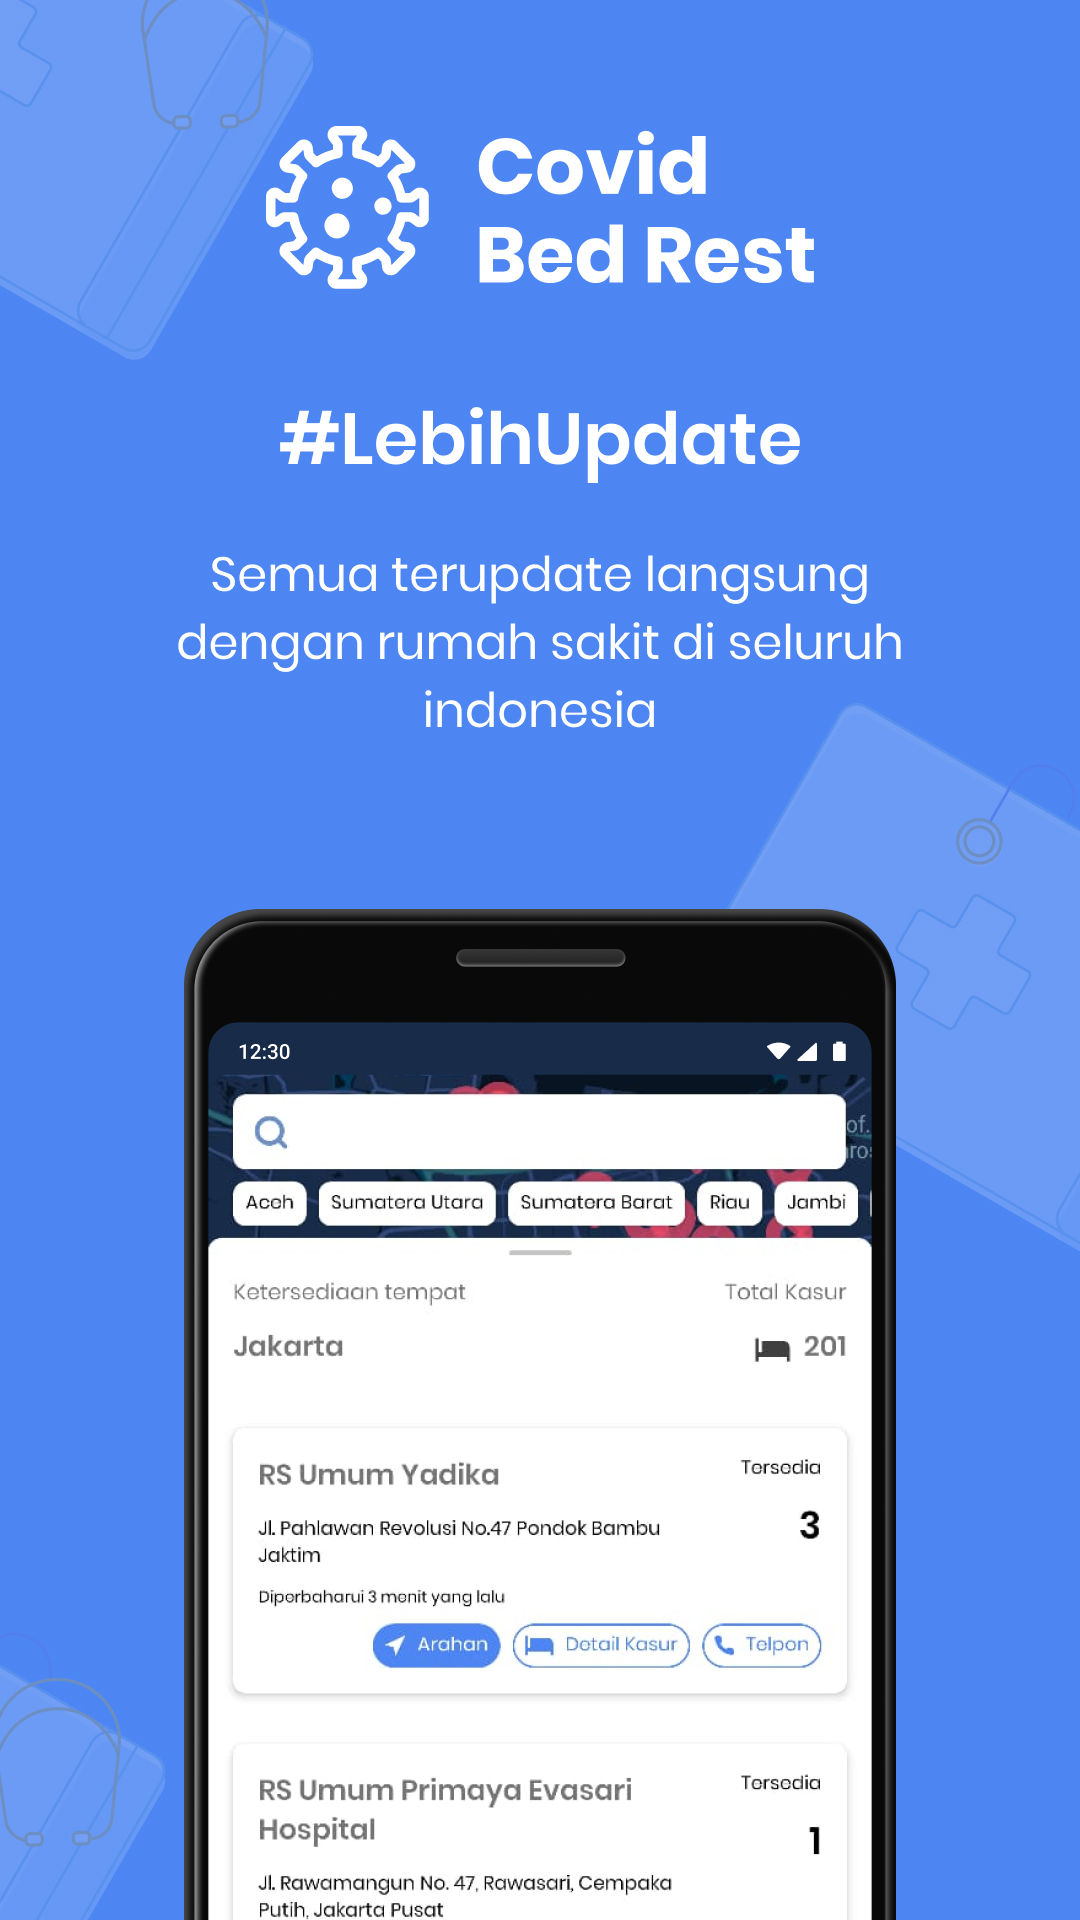 Covid
Bed Rest
#LebihUpdate
Semua terupdate langsung
dengan rumah sakit di seluruh
indonesia
12:30
of.
Aceh Sumatera Utara Sumatera Barat Riau Jambi
Ketersediaan tempat Total Kasur
Jakarta 201
RS Umum Yadika Tersedia
3
Jl. Pahlawan Revolusi No.47 Pondok Bambu
Jaktim
Diperbaharui 3 menit yang lalu
Arahan Detail Kasur Telpon
RS Umum Primaya Evasari Tersedia
Hospital
1
Jl. Rawamangun No. 47, Rawasari, Cempaka
Putih, Jakarta Pusat